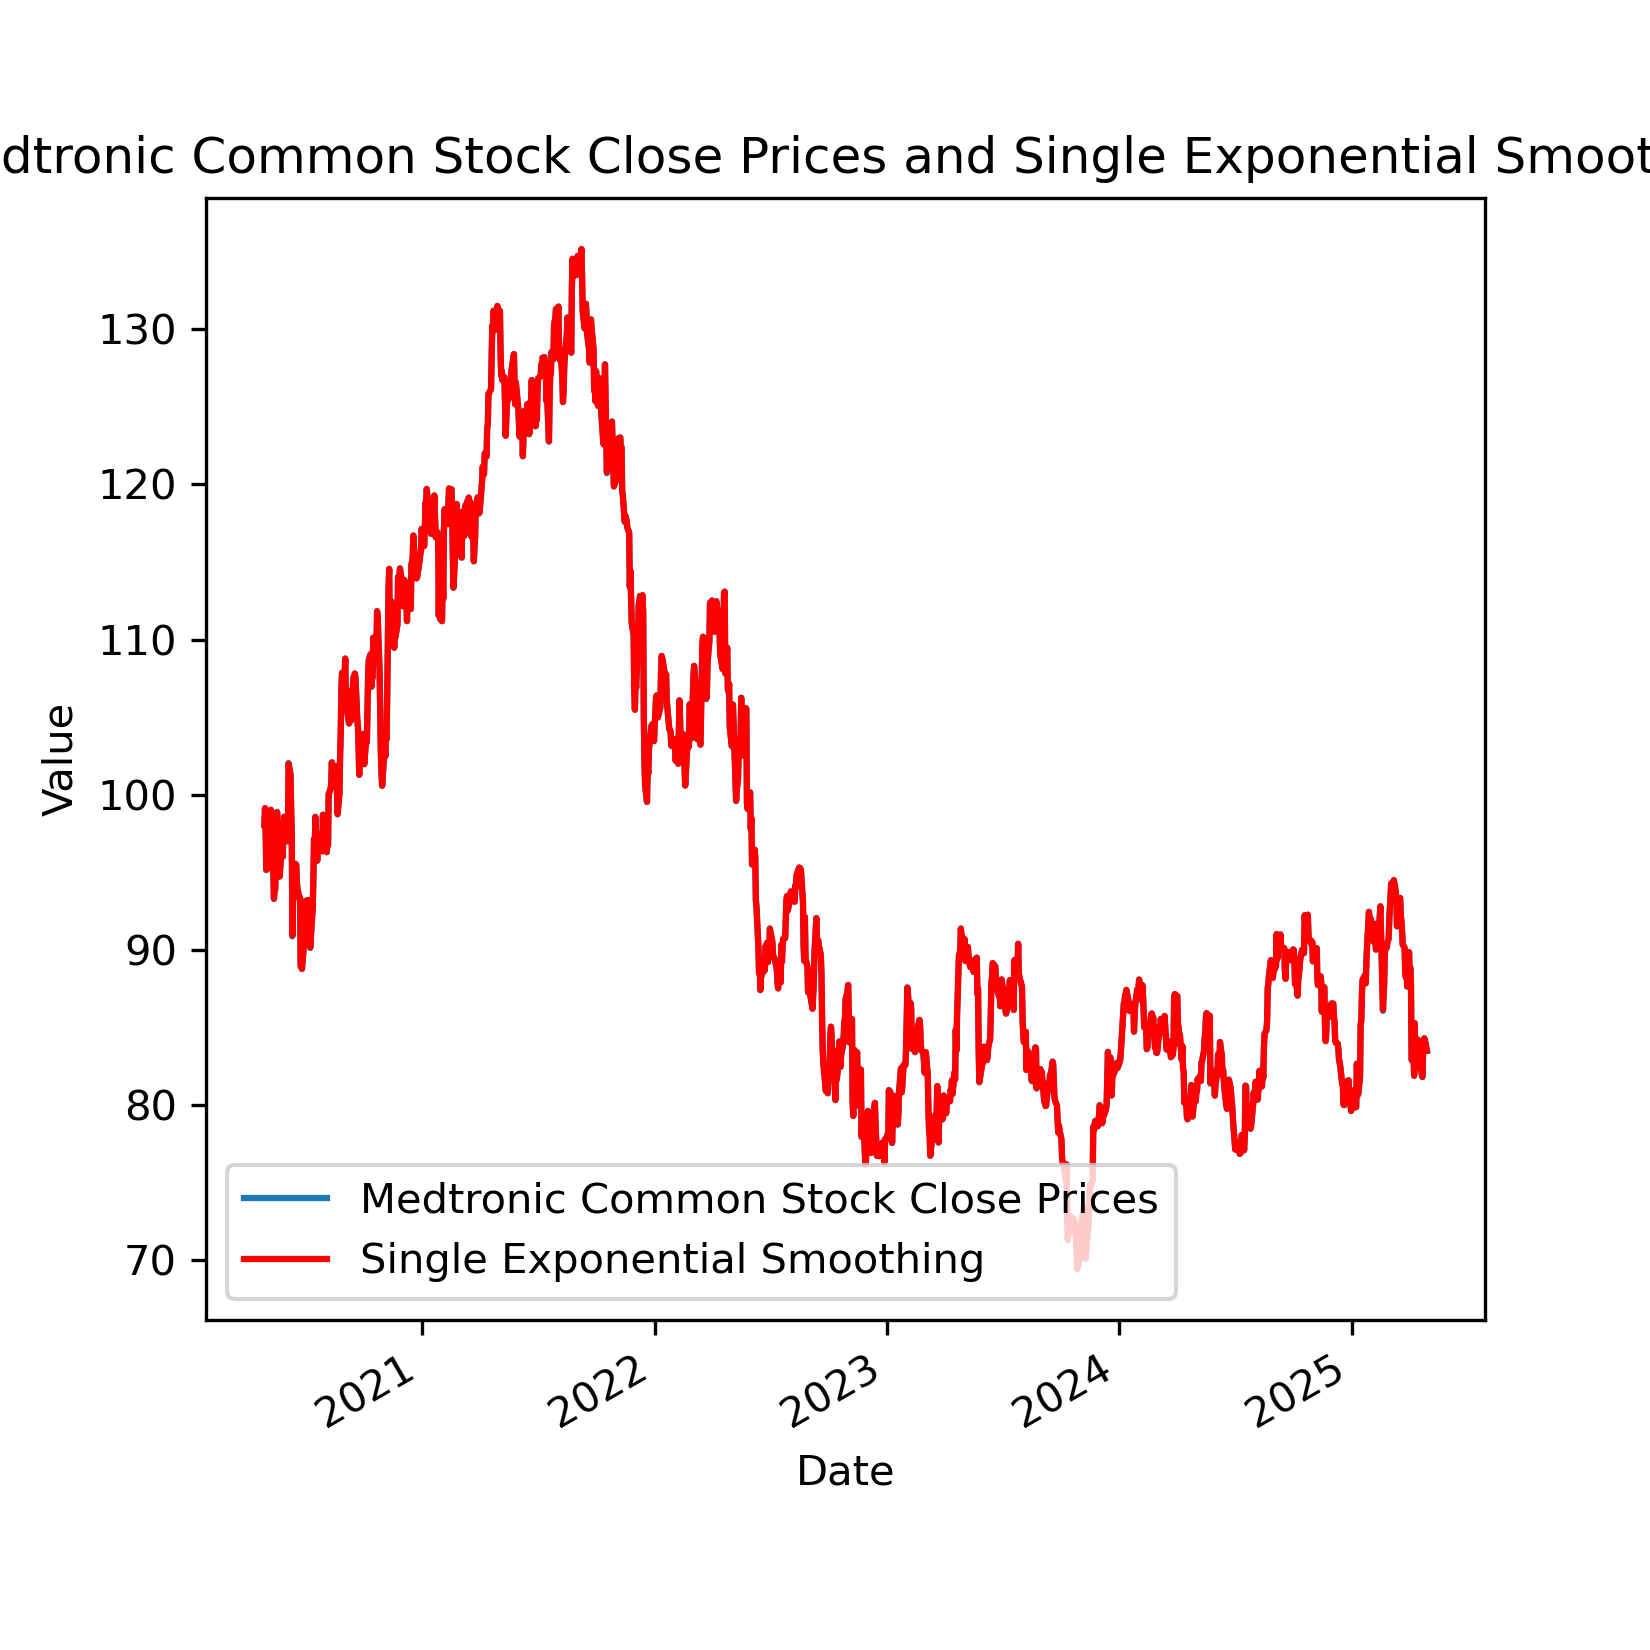 dtronic Common Stock Close Prices and Single Exponential Smoot
130
120
110
100
90
80
70
Value
Medtronic Common Stock Close Prices
Single Exponential Smoothing
2021
2022
2023
2024
2025
Date